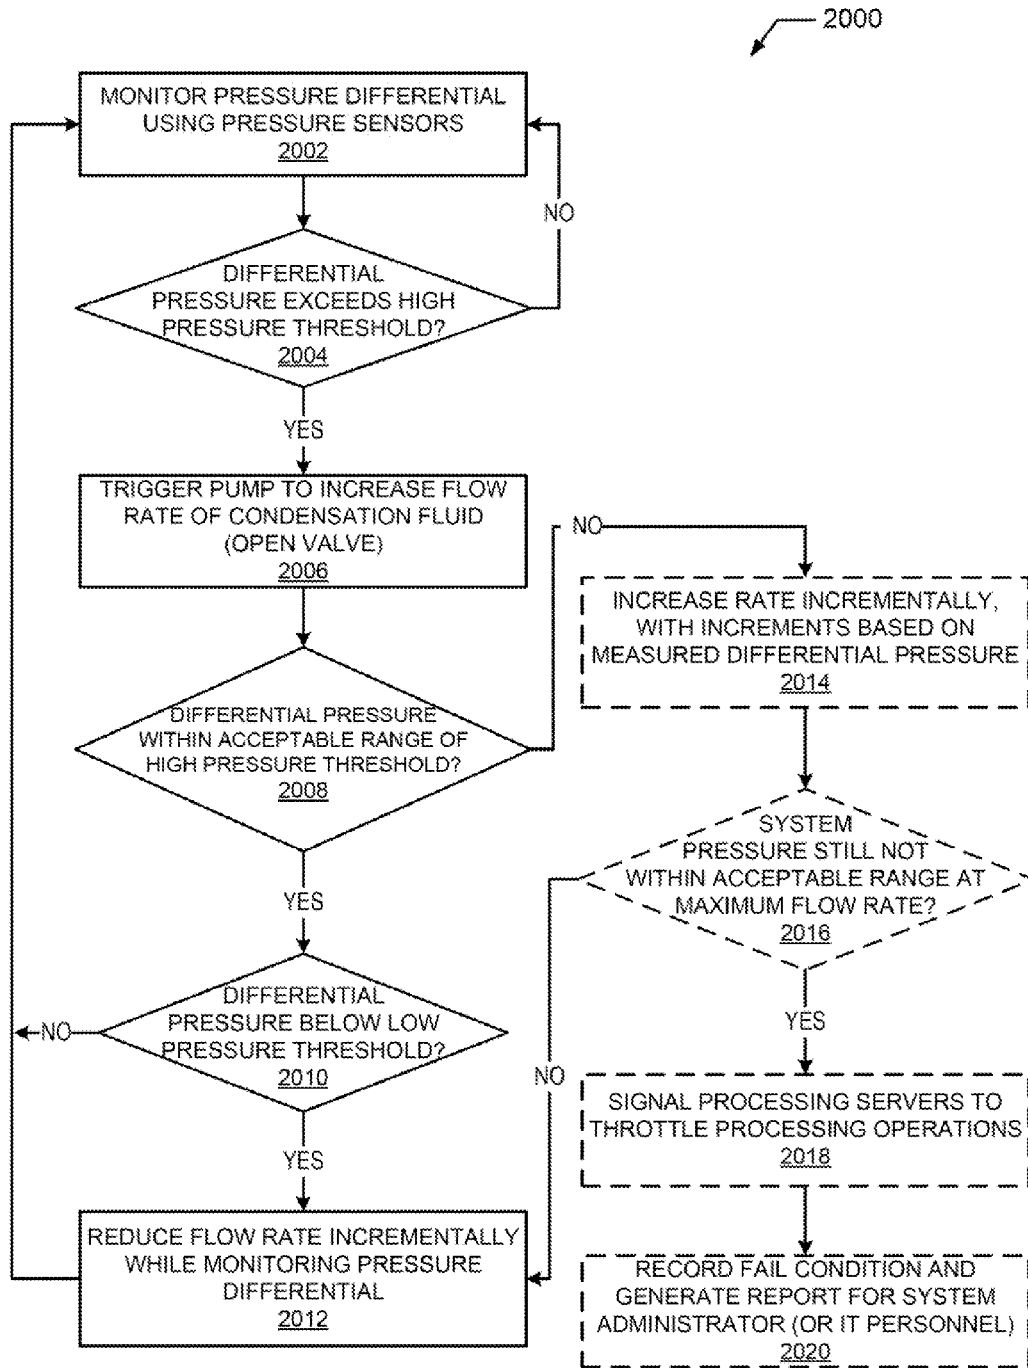 2000
MONITOR PRESSURE DIFFERENTIAL
USING PRESSURE SENSORS
2002
NO
DIFFERENTIAL
PRESSURE EXCEEDS HIGH
PRESSURE THRESHOLD?
2004
YES
TRIGGER PUMP TO INCREASE FLOW
RATE OF CONDENSATION FLUID
(OPEN VALVE)
2006
NO
DIFFERENTIAL PRESSURE
WITHIN ACCEPTABLE RANGE OF
HIGH PRESSURE THRESHOLD?
2008
YES
DIFFERENTIAL
PRESSURE BELOW LOW
PRESSURE THRESHOLD?
2010
NO
YES
REDUCE FLOW RATE INCREMENTALLY
WHILE MONITORING PRESSURE
DIFFERENTIAL
2012
INCREASE RATE INCREMENTALLY,
WITH INCREMENTS BASED ON
MEASURED DIFFERENTIAL PRESSURE
2014
SYSTEM
PRESSURE STILL NOT
WITHIN ACCEPTABLE RANGE AT
MAXIMUM FLOW RATE?
2016
NO
YES
SIGNAL PROCESSING SERVERS TO
THROTTLE PROCESSING OPERATIONS
2018
RECORD FAIL CONDITION AND
GENERATE REPORT FOR SYSTEM
ADMINISTRATOR (OR IT PERSONNEL)
2020